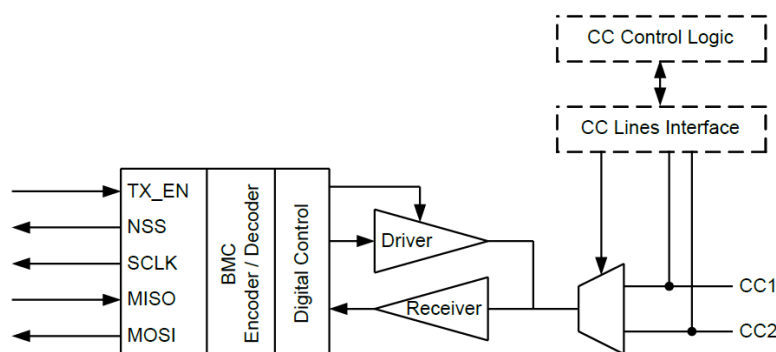 CC Control Logic
CC Lines Interface
TX_EN
NSS
SCLK
MISO
MOSI
BMC
Encoder / Decoder
Digital Control
Driver
Receiver
CC1
CC2